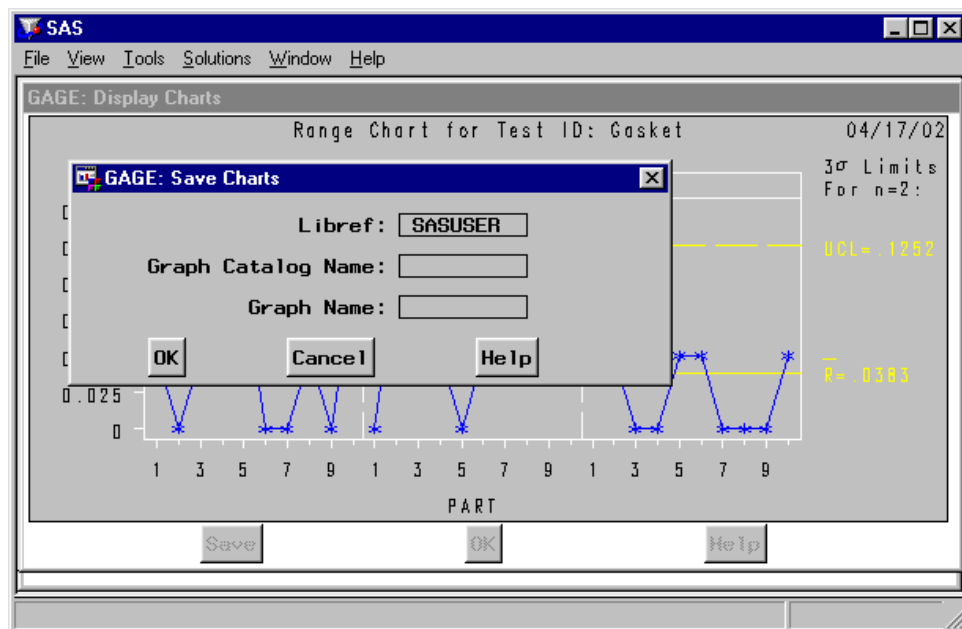 SAS
File View Tools Solutions Window Help
GAGE: Display Charts
Range Chart for Test ID: Gasket 04/17/02
3σ Limits
For n=2:
GAGE: Save Charts
Libref: SASUSER
UCL=.1252
Graph Catalog Name:
Graph Name:
OK Cancel Help
R=.0383
0.025
0
1 3 5 7 9 1 3 5 7 9 1 3 5 7 9
PART
Save OK Help